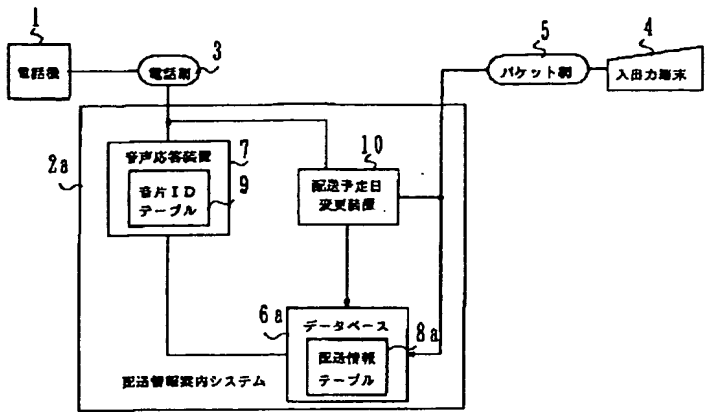 1
電話機
3
電話網
5
パケット網
4
入出力端末
2a
音声応答装置
7
音片ID
テーブル
9
10
配送予定日
変更装置
6a
データベース
8a
配送情報
テーブル
配送情報案内システム